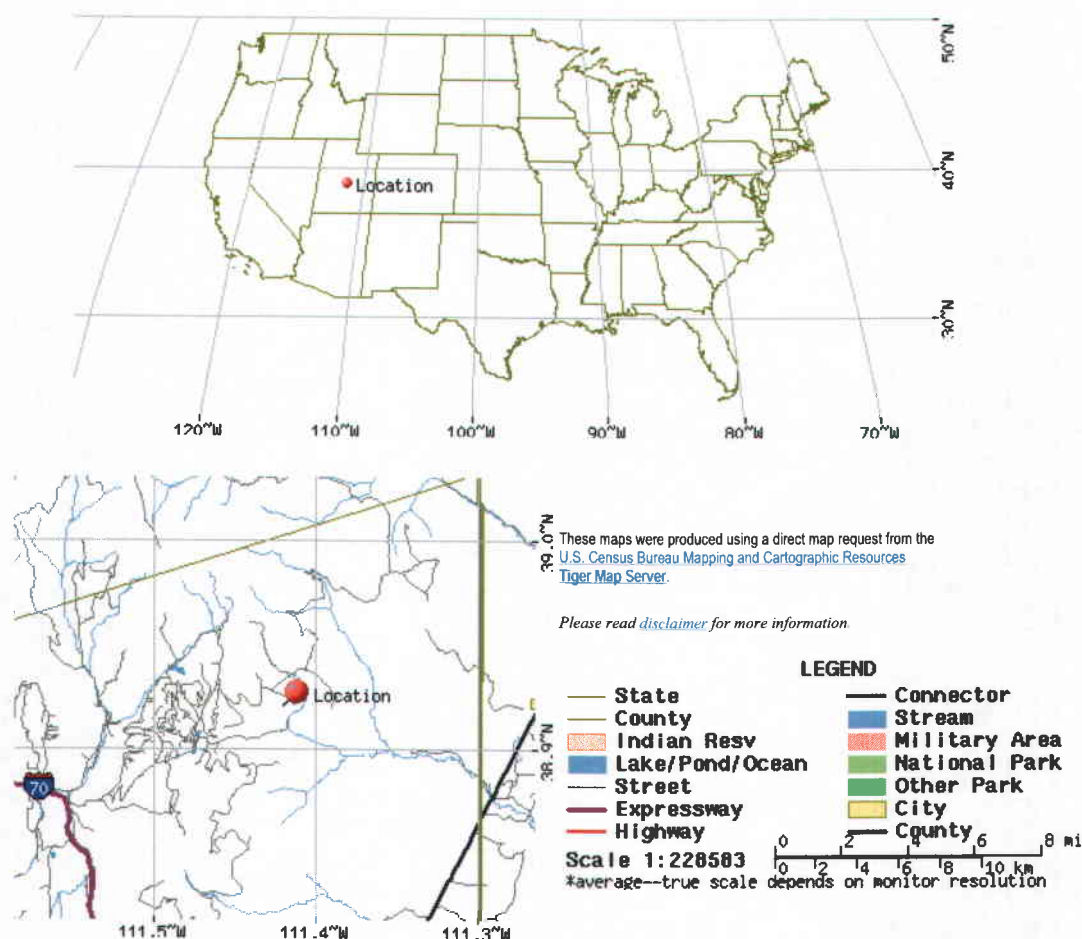 50~N
Location
40~N
30~N
120~W
110~W
100~W
90~W
80~W
70~W
39.0~N
These maps were produced using a direct map request from the
U.S. Census Bureau Mapping and Cartographic Resources
Tiger Map Server.
Please read disclaimer for more information.
Location
38.9~N
70
111.5~W
111.4~W
111.3~W
LEGEND
State
County
Indian Resv
Lake/Pond/Ocean
Street
Expressway
Highway
Connector
Stream
Military Area
National Park
Other Park
City
County
Scale 1:228583
0 2 4 6 8 mi
0 2 4 6 8 10 km
*average--true scale depends on monitor resolution